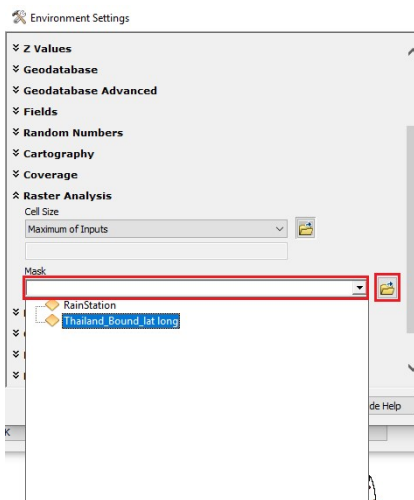 Environment Settings
Z Values
Geodatabase
Geodatabase Advanced
Fields
Random Numbers
Cartography
Coverage
Raster Analysis
Cell Size
Maximum of Inputs
Mask
RainStation
Thailand_Bound_lat long
de Help
K